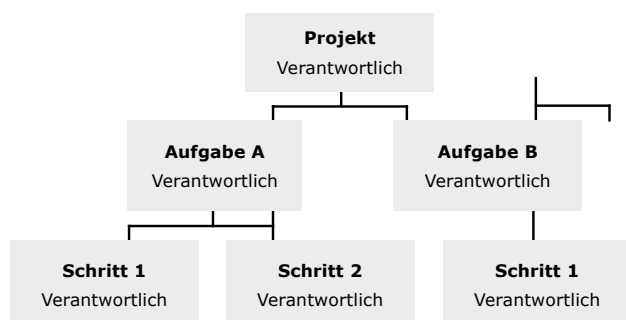 Projekt
Verantwortlich
Aufgabe A
Verantwortlich
Aufgabe B
Verantwortlich
Schritt 1
Verantwortlich
Schritt 2
Verantwortlich
Schritt 1
Verantwortlich